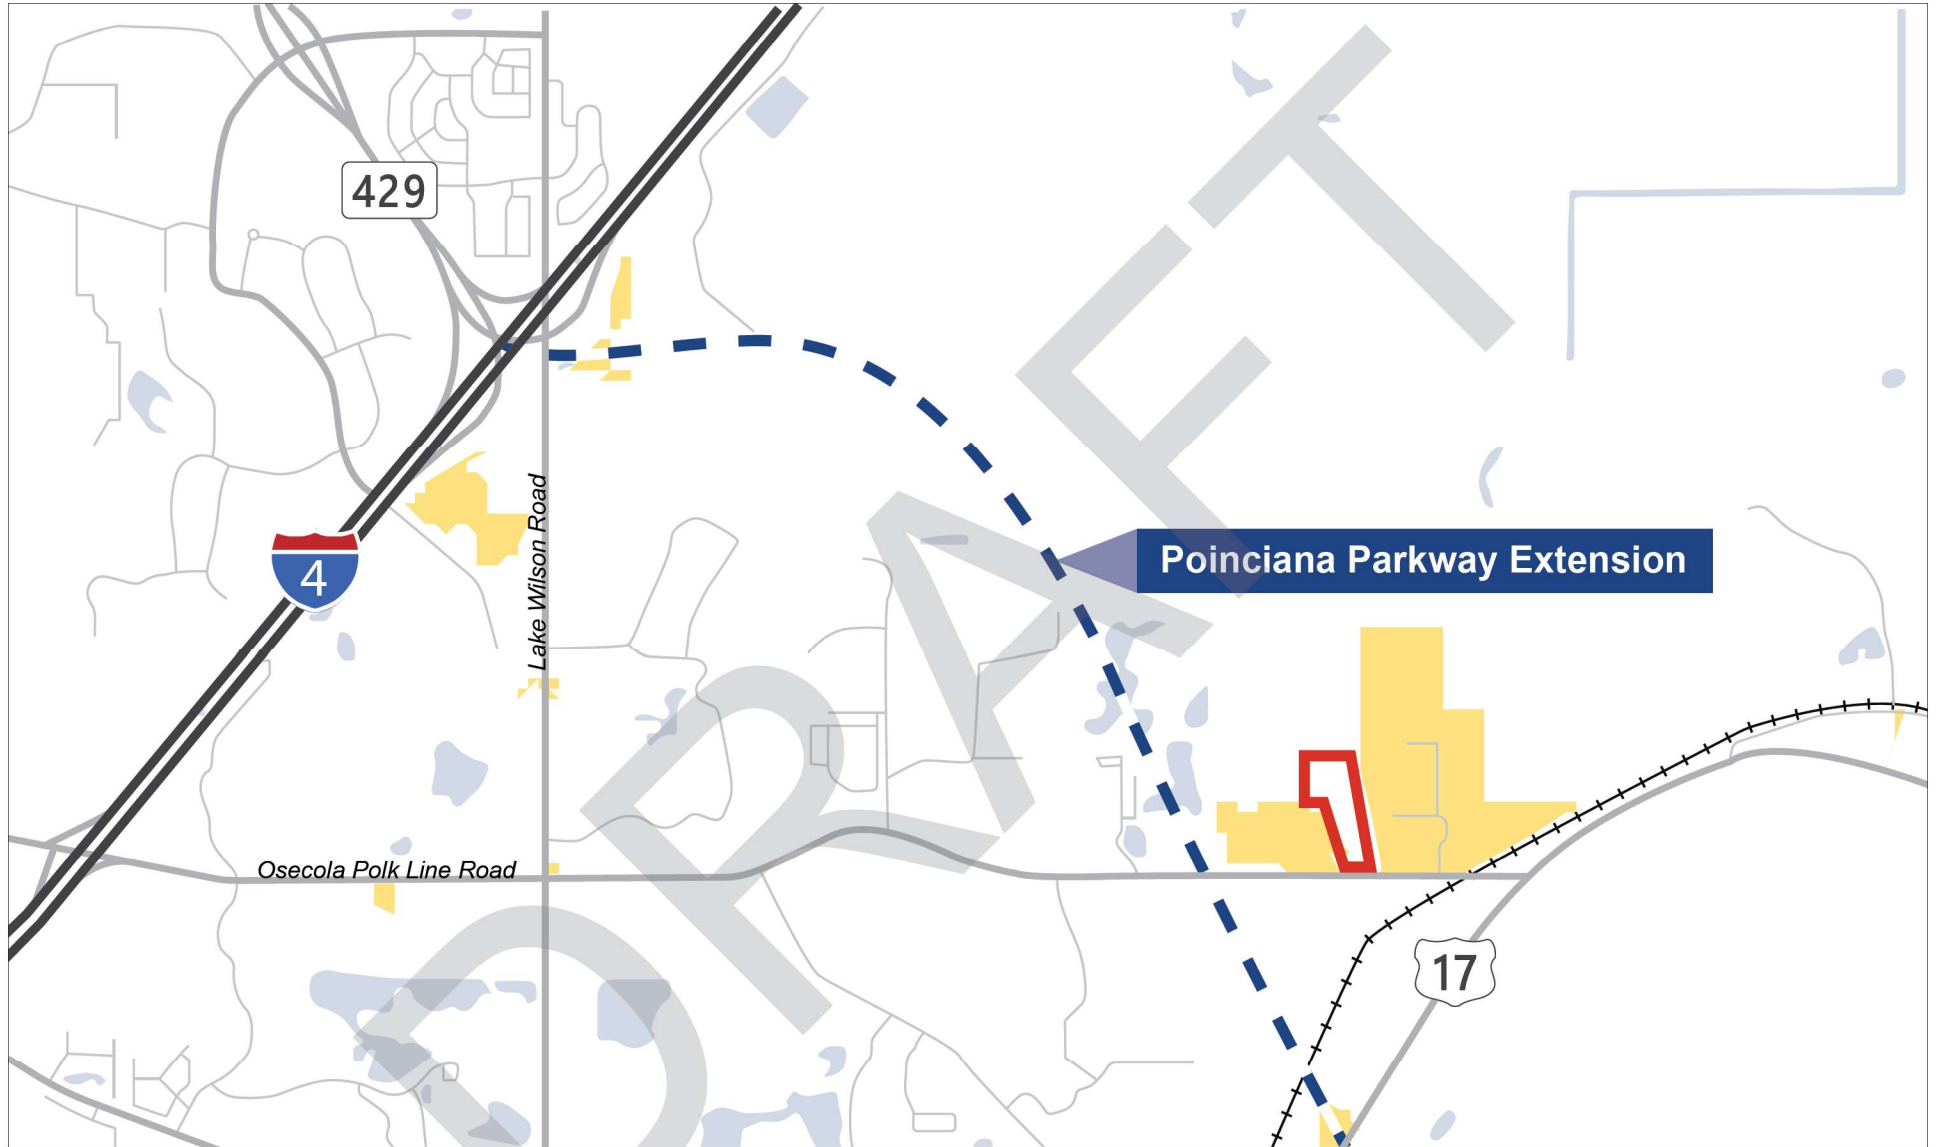 429
Lake Wilson Road
Poinciana Parkway Extension
4
Osecola Polk Line Road
17
DRAFT